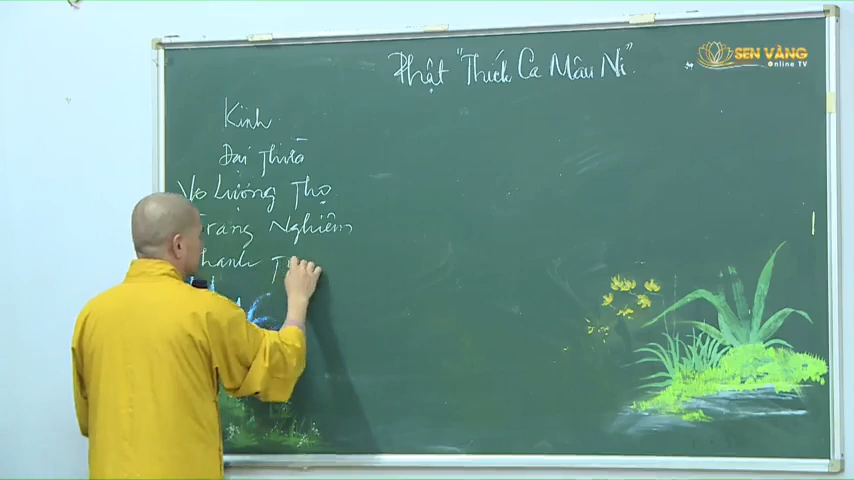 Phật "Thích Ca Mâu Ni"
SEN VÀNG
Online TV
Kinh
Đại Thừa
Vô Lượng Thọ
Trang Nghiêm
Thanh